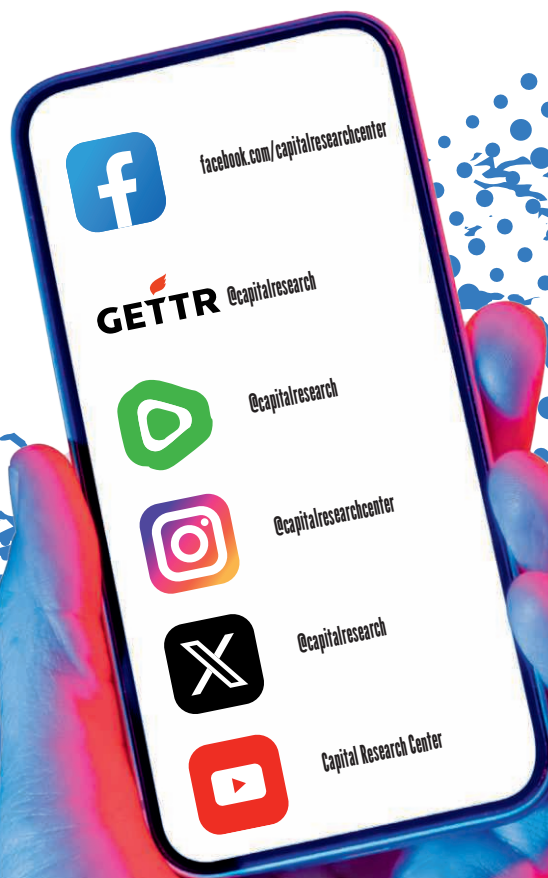 facebook.com/capitalresearchcenter
GETTR @capitalresearch
@capitalresearch
@capitalresearchcenter
@capitalresearch
Capital Research Center